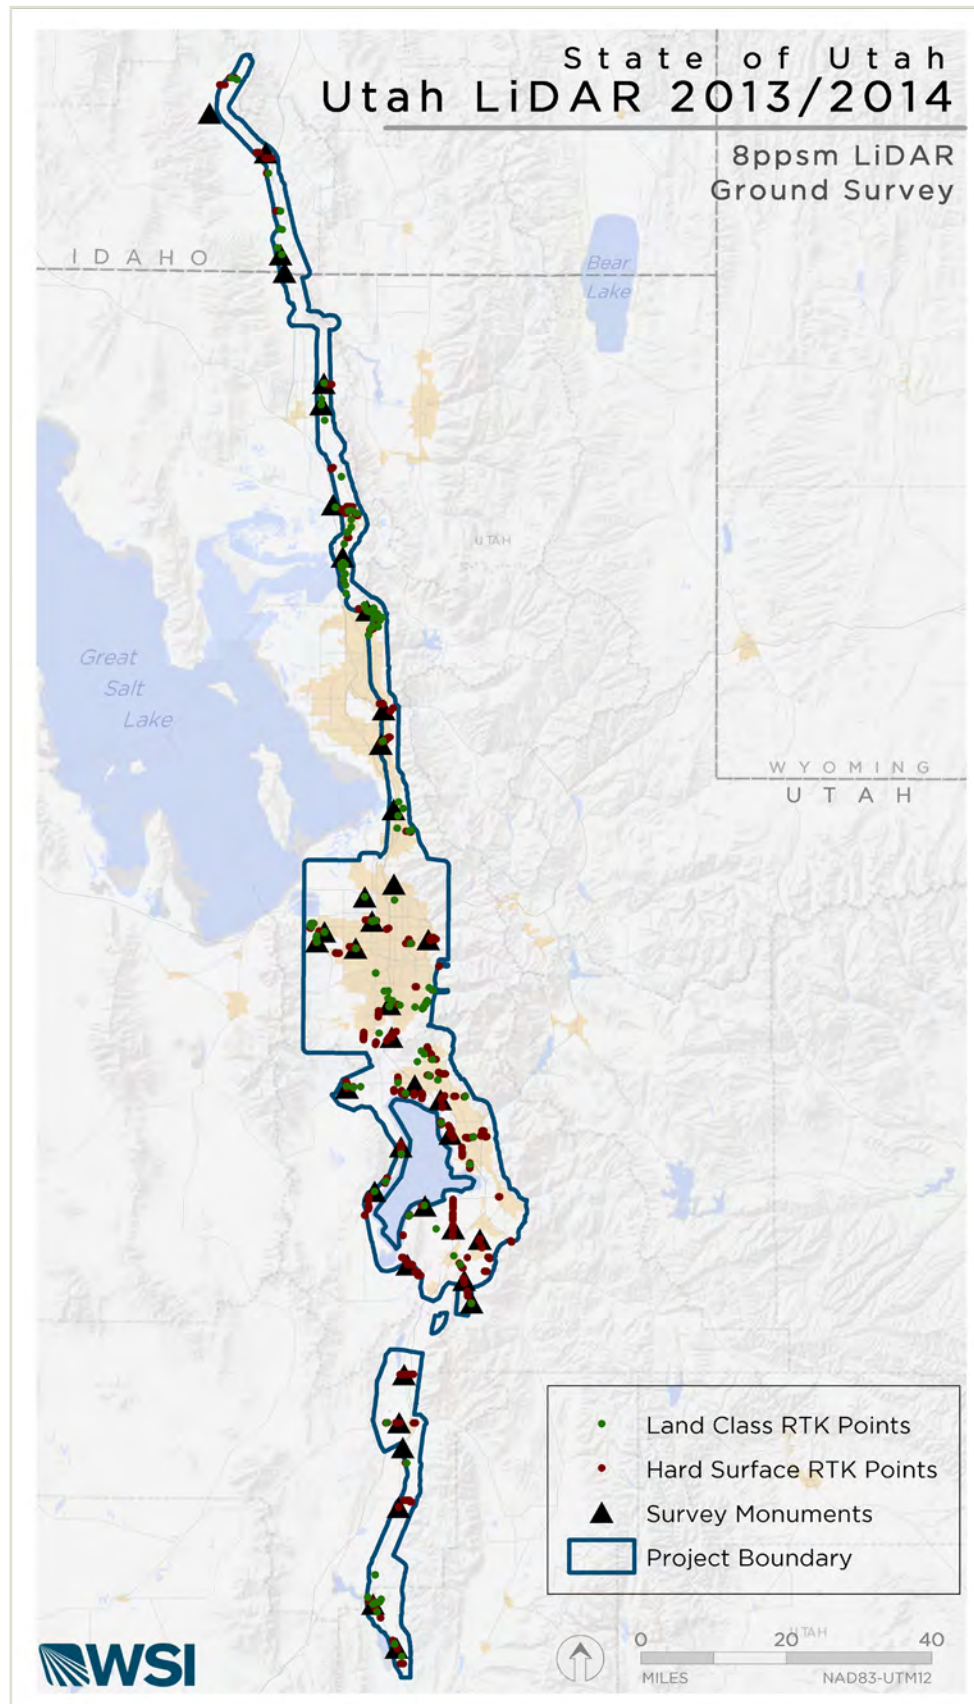 State of Utah
Utah LiDAR 2013/2014
8ppsm LiDAR
Ground Survey
IDAHO
Bear
Lake
UTAH
Great
Salt
Lake
WYOMING
UTAH
Land Class RTK Points
Hard Surface RTK Points
Survey Monuments
Project Boundary
UTAH
0 20 40
MILES NAD83-UTM12
WSI